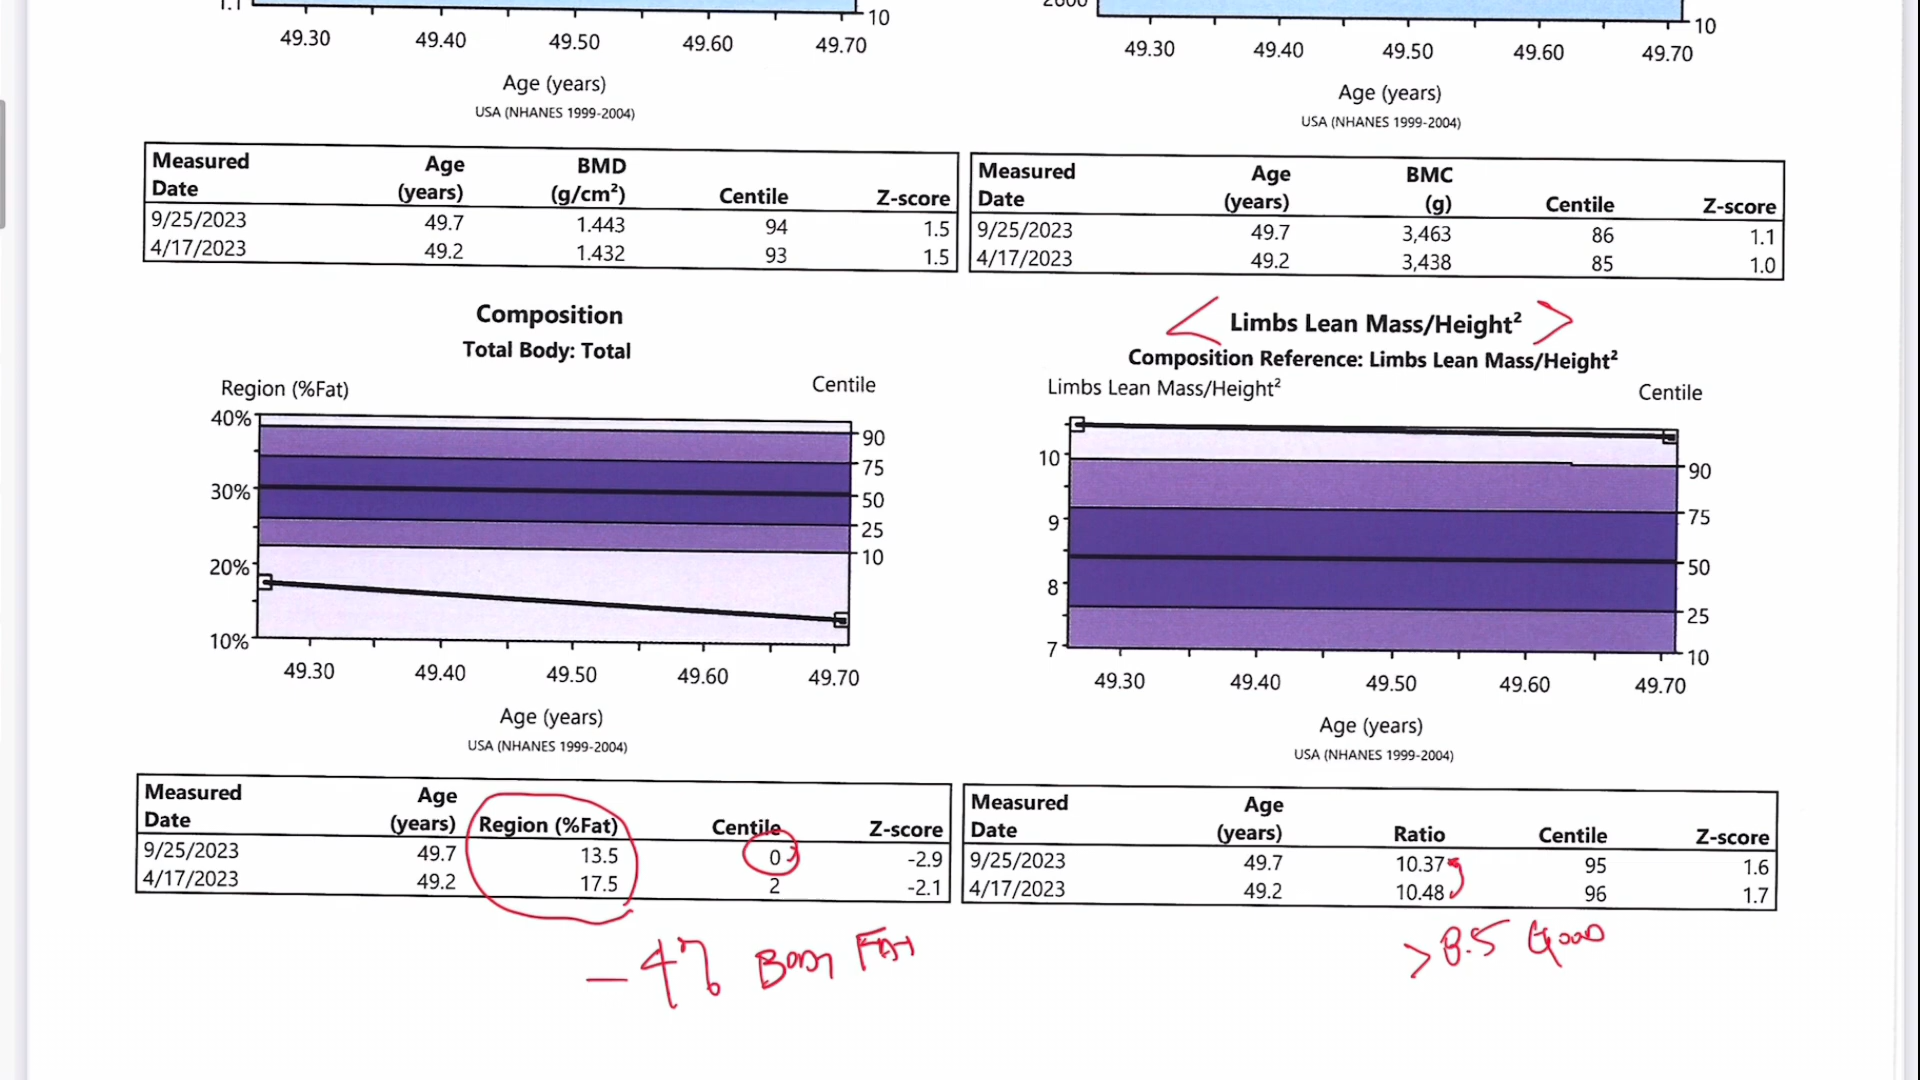 1.1
10
49.30 49.40 49.50 49.60 49.70
Age (years)
USA (NHANES 1999-2004)
2000
10
49.30 49.40 49.50 49.60 49.70
Age (years)
USA (NHANES 1999-2004)
Measured Date Age (years) BMD (g/cm²) Centile Z-score
9/25/2023 49.7 1.443 94 1.5
4/17/2023 49.2 1.432 93 1.5
Measured Date Age (years) BMC (g) Centile Z-score
9/25/2023 49.7 3,463 86 1.1
4/17/2023 49.2 3,438 85 1.0
Composition
Total Body: Total
Region (%Fat) Centile
40%
30%
20%
10%
90
75
50
25
10
49.30 49.40 49.50 49.60 49.70
Age (years)
USA (NHANES 1999-2004)
Limbs Lean Mass/Height²
Composition Reference: Limbs Lean Mass/Height²
Limbs Lean Mass/Height² Centile
10
9
8
7
90
75
50
25
10
49.30 49.40 49.50 49.60 49.70
Age (years)
USA (NHANES 1999-2004)
Measured Date Age (years) Region (%Fat) Centile Z-score
9/25/2023 49.7 13.5 0 -2.9
4/17/2023 49.2 17.5 2 -2.1
Measured Date Age (years) Ratio Centile Z-score
9/25/2023 49.7 10.37 95 1.6
4/17/2023 49.2 10.48 96 1.7
- 4% Body Fat
> 8.5 Good